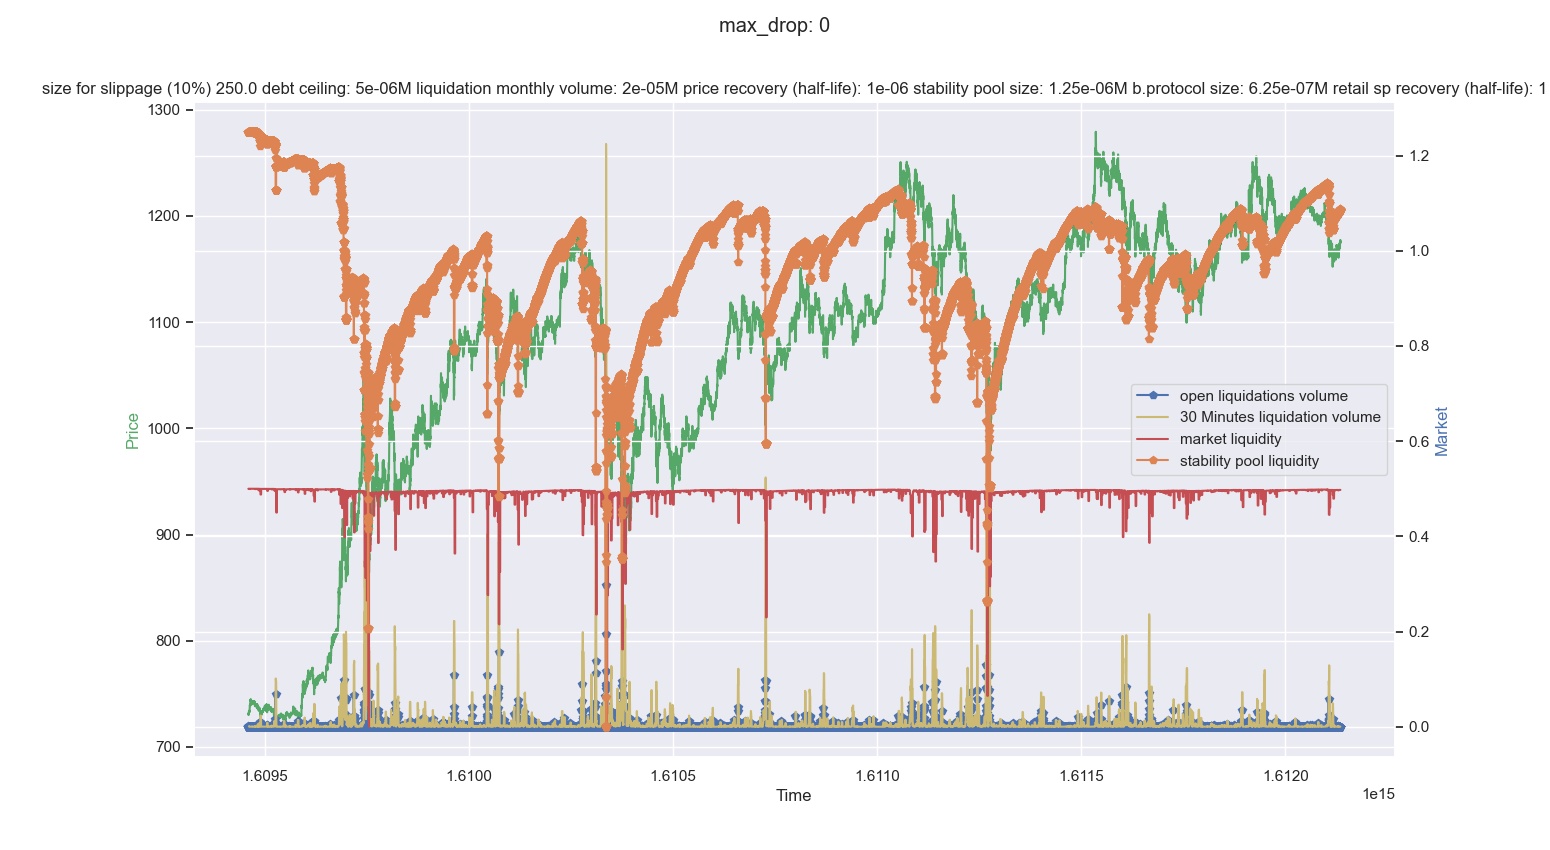 max_drop: 0
size for slippage (10%) 250.0 debt ceiling: 5e-06M liquidation monthly volume: 2e-05M price recovery (half-life): 1e-06 stability pool size: 1.25e-06M b.protocol size: 6.25e-07M retail sp recovery (half-life): 1
1300
1200
1100
1000
900
800
700
Price
1.2
1.0
0.8
0.6
0.4
0.2
0.0
Market
open liquidations volume
30 Minutes liquidation volume
market liquidity
stability pool liquidity
1.6095
1.6100
1.6105
1.6110
1.6115
1.6120
Time
1e15